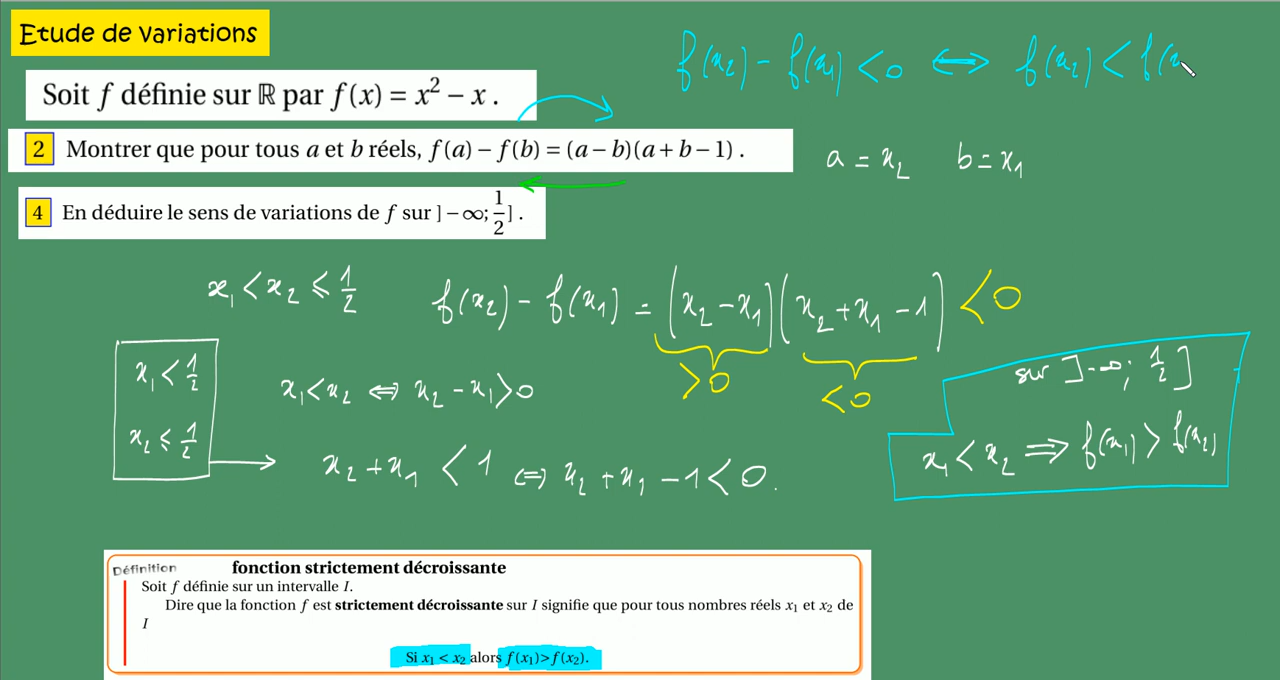 Etude de variations
f(x₂) − f(x₁) < 0 ⟺ f(x₂) < f(x
Soit f définie sur ℝ par f(x) = x² − x .
2 Montrer que pour tous a et b réels, f(a) − f(b) = (a − b)(a + b − 1) .
a = x₂ b = x₁
4 En déduire le sens de variations de f sur ] − ∞; 1/2] .
x₁ < x₂ ⩽ 1/2 f(x₂) − f(x₁) = (x₂ − x₁)(x₂ + x₁ − 1) < 0
> 0 < 0
x₁ < 1/2
x₂ ⩽ 1/2
x₁ < x₂ ⟺ x₂ − x₁ > 0
x₂ + x₁ < 1 ⟺ x₂ + x₁ − 1 < 0.
sur ] −∞; 1/2 ]
x₁ < x₂ ⟹ f(x₁) > f(x₂)
Définition fonction strictement décroissante
Soit f définie sur un intervalle I.
Dire que la fonction f est strictement décroissante sur I signifie que pour tous nombres réels x₁ et x₂ de
I
Si x₁ < x₂ alors f(x₁)>f(x₂).